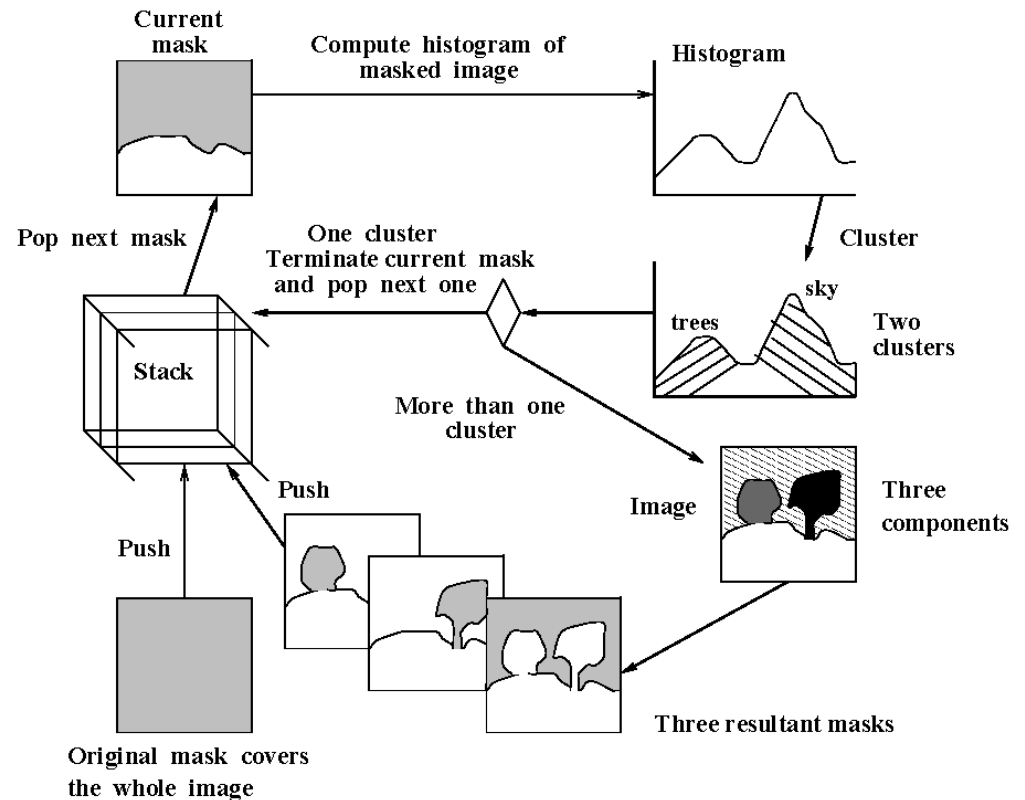 Current
mask
Compute histogram of
masked image
Histogram
Pop next mask
One cluster
Terminate current mask
and pop next one
Cluster
sky
trees
Two
clusters
Stack
More than one
cluster
Push
Image
Three
components
Push
Three resultant masks
Original mask covers
the whole image